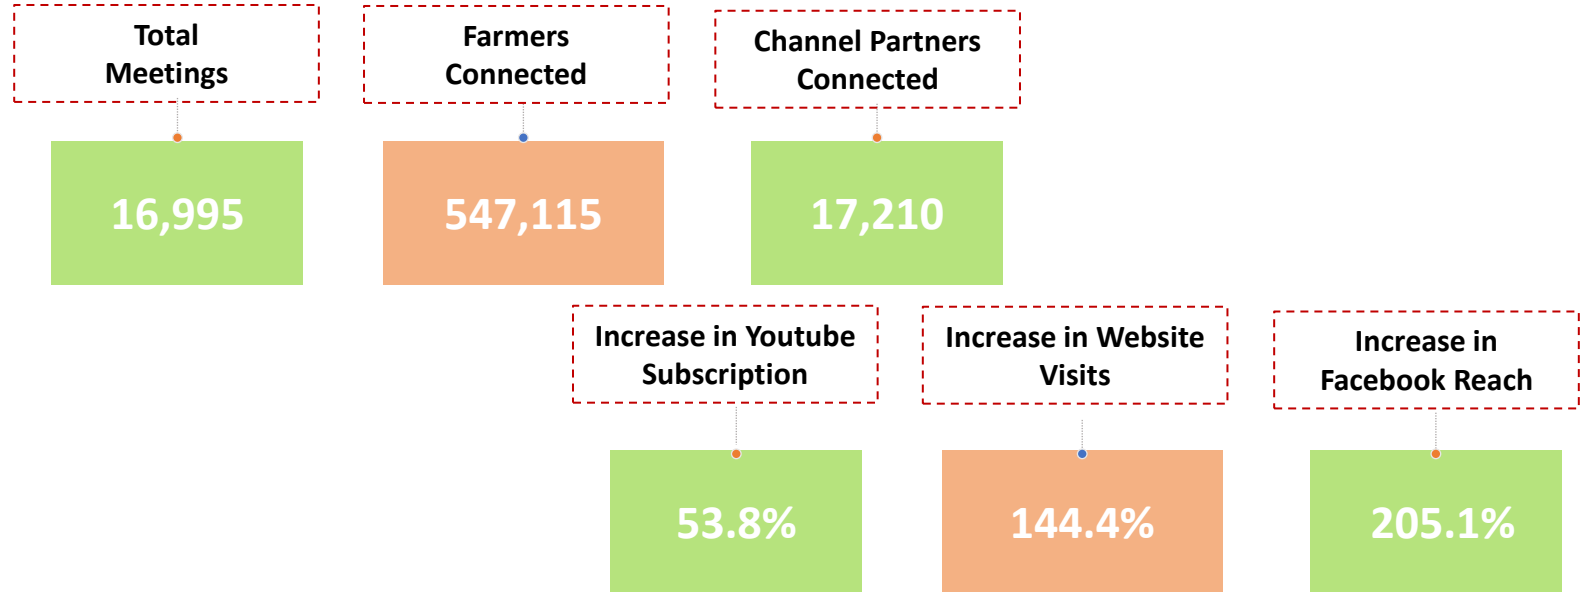 Total
Meetings
Farmers
Connected
Channel Partners
Connected
16,995
547,115
17,210
Increase in Youtube
Subscription
Increase in Website
Visits
Increase in
Facebook Reach
53.8%
144.4%
205.1%